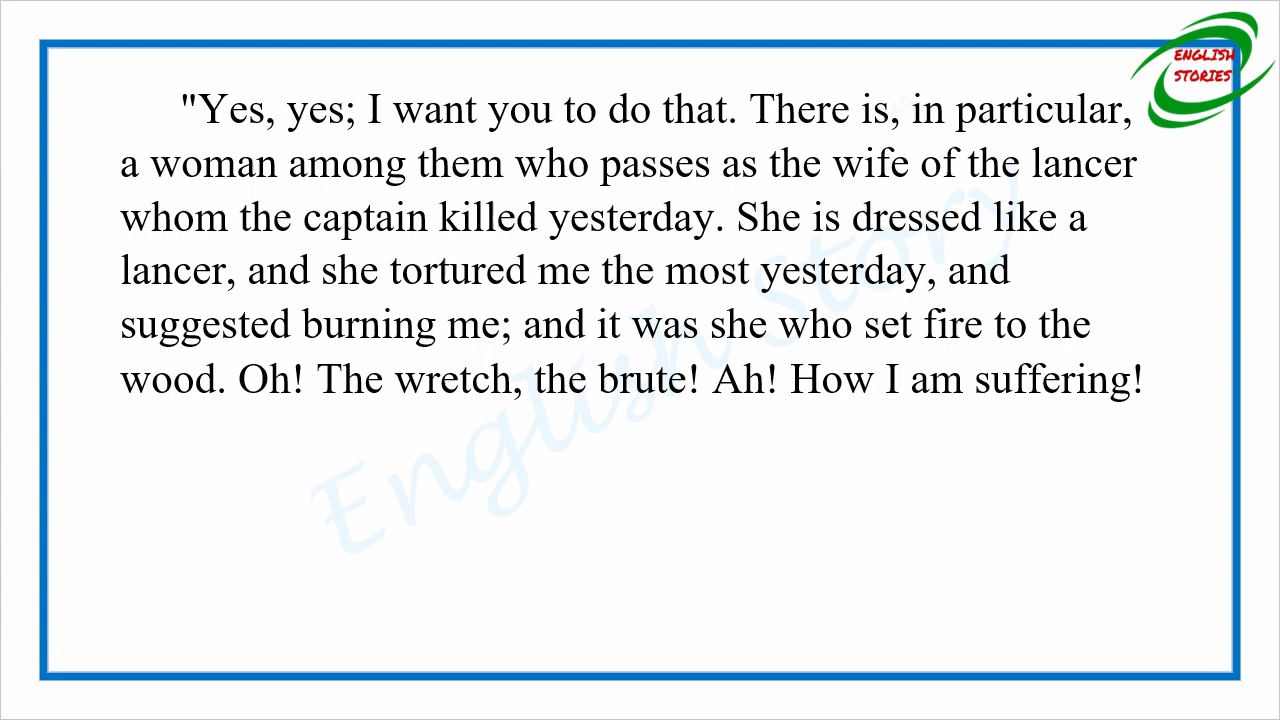 ENGLISH
STORIES
"Yes, yes; I want you to do that. There is, in particular,
a woman among them who passes as the wife of the lancer
whom the captain killed yesterday. She is dressed like a
lancer, and she tortured me the most yesterday, and
suggested burning me; and it was she who set fire to the
wood. Oh! The wretch, the brute! Ah! How I am suffering!
English Story